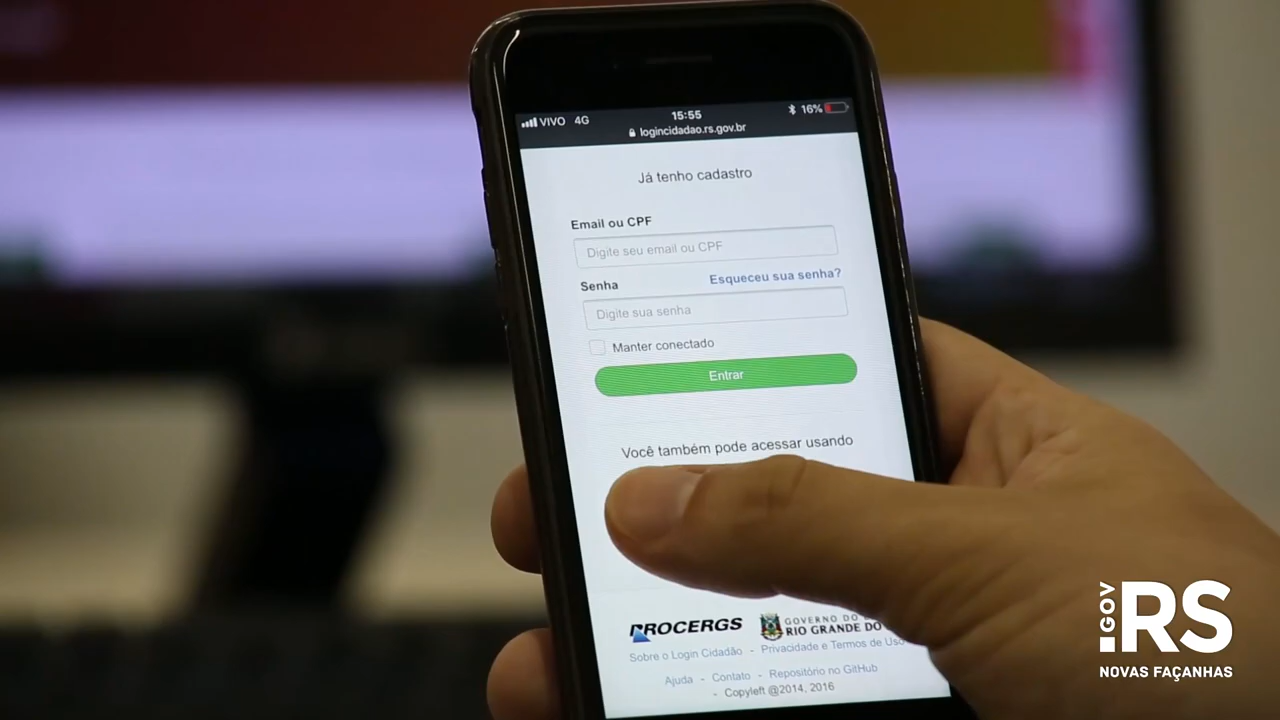 VIVO 4G 15:55 16%
logincidadao.rs.gov.br
Já tenho cadastro
Email ou CPF
Digite seu email ou CPF
Senha Esqueceu sua senha?
Digite sua senha
Manter conectado
Entrar
Você também pode acessar usando
PROCERGS GOVERNO DO
RIO GRANDE DO
Sobre o Login Cidadão - Privacidade e Termos de Uso
Ajuda - Contato - Repositório no GitHub
- Copyleft @2014, 2016
.GOV
RS
NOVAS FAÇANHAS